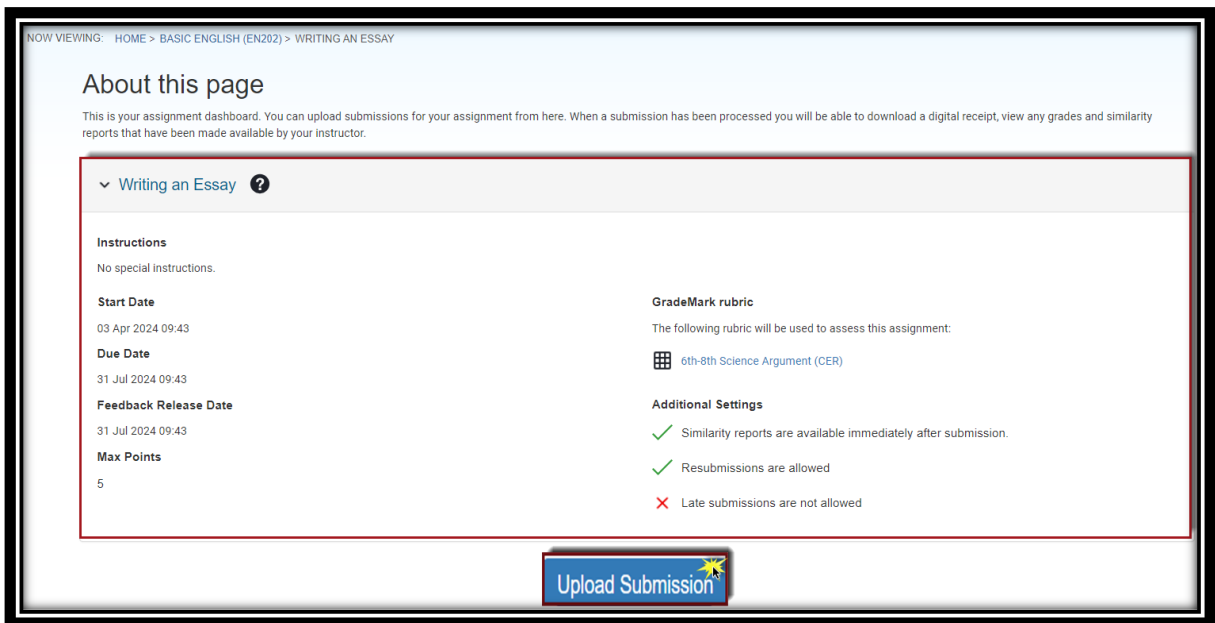 NOW VIEWING: HOME > BASIC ENGLISH (EN202) > WRITING AN ESSAY
About this page
This is your assignment dashboard. You can upload submissions for your assignment from here. When a submission has been processed you will be able to download a digital receipt, view any grades and similarity
reports that have been made available by your instructor.
Writing an Essay ?
Instructions
No special instructions.
Start Date
03 Apr 2024 09:43
Due Date
31 Jul 2024 09:43
Feedback Release Date
31 Jul 2024 09:43
Max Points
5
GradeMark rubric
The following rubric will be used to assess this assignment:
6th-8th Science Argument (CER)
Additional Settings
Similarity reports are available immediately after submission.
Resubmissions are allowed
Late submissions are not allowed
Upload Submission